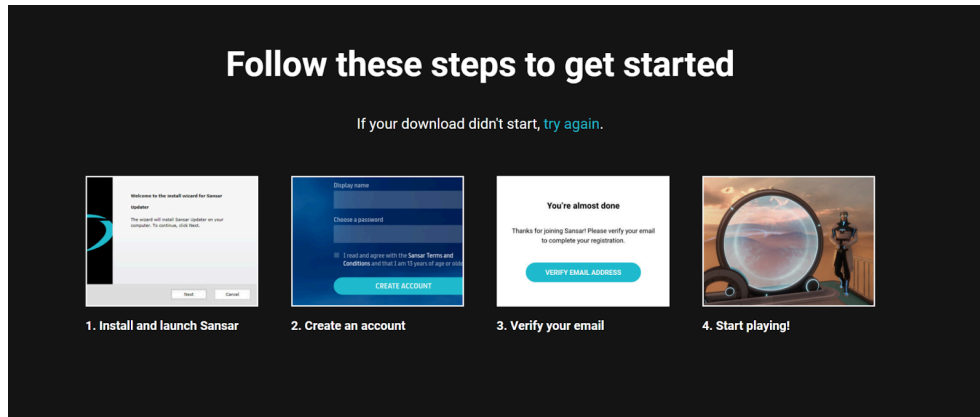 Follow these steps to get started
If your download didn't start, try again.
Welcome to the install wizard for Sansar
Updater
The wizard will install Sansar Updater on your
computer. To continue, click Next.
Next
Cancel
1. Install and launch Sansar
Display name
Choose a password
I read and agree with the Sansar Terms and
Conditions and that I am 13 years of age or olde
CREATE ACCOUNT
2. Create an account
You're almost done
Thanks for joining Sansar! Please verify your email
to complete your registration.
VERIFY EMAIL ADDRESS
3. Verify your email
4. Start playing!